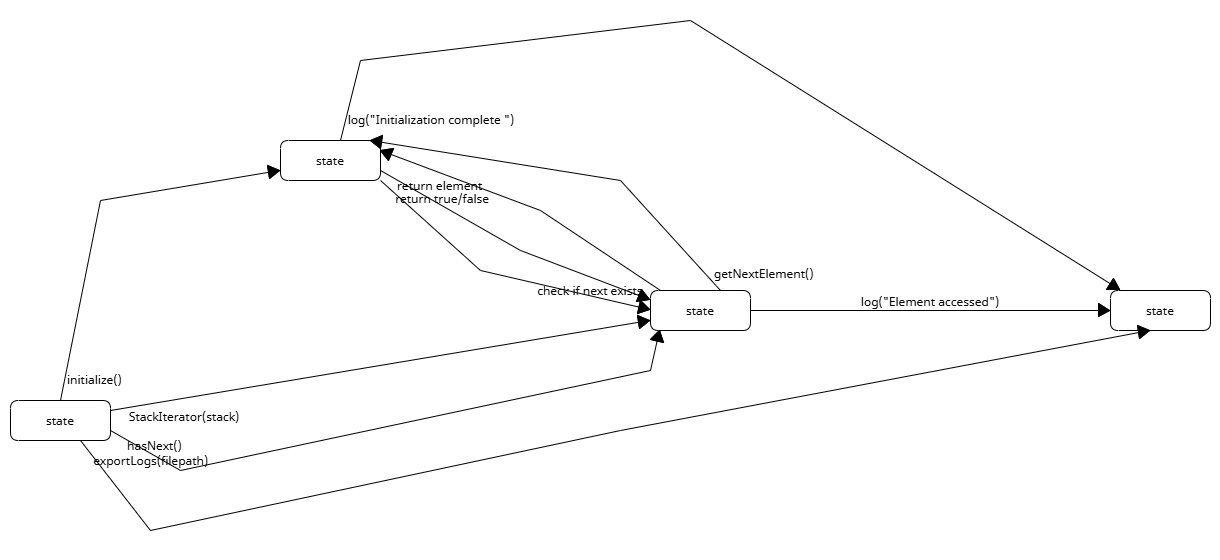 log("Initialization complete ")
state
return element
return true/false
getNextElement()
check if next exists
log("Element accessed")
state
state
initialize()
StackIterator(stack)
state
hasNext()
exportLogs(filepath)